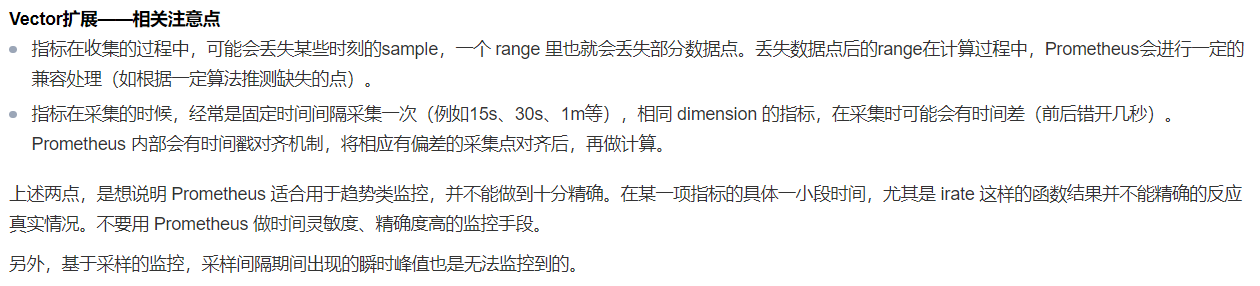 Vector扩展——相关注意点
指标在收集的过程中，可能会丢失某些时刻的sample，一个 range 里也就会丢失部分数据点。丢失数据点后的range在计算过程中，Prometheus会进行一定的
兼容处理（如根据一定算法推测缺失的点）。
指标在采集的时候，经常是固定时间间隔采集一次（例如15s、30s、1m等），相同 dimension 的指标，在采集时可能会有时间差（前后错开几秒）。
Prometheus 内部会有时间戳对齐机制，将相应有偏差的采集点对齐后，再做计算。
上述两点，是想说明 Prometheus 适合用于趋势类监控，并不能做到十分精确。在某一项指标的具体一小段时间，尤其是 irate 这样的函数结果并不能精确的反应
真实情况。不要用 Prometheus 做时间灵敏度、精确度高的监控手段。
另外，基于采样的监控，采样间隔期间出现的瞬时峰值也是无法监控到的。